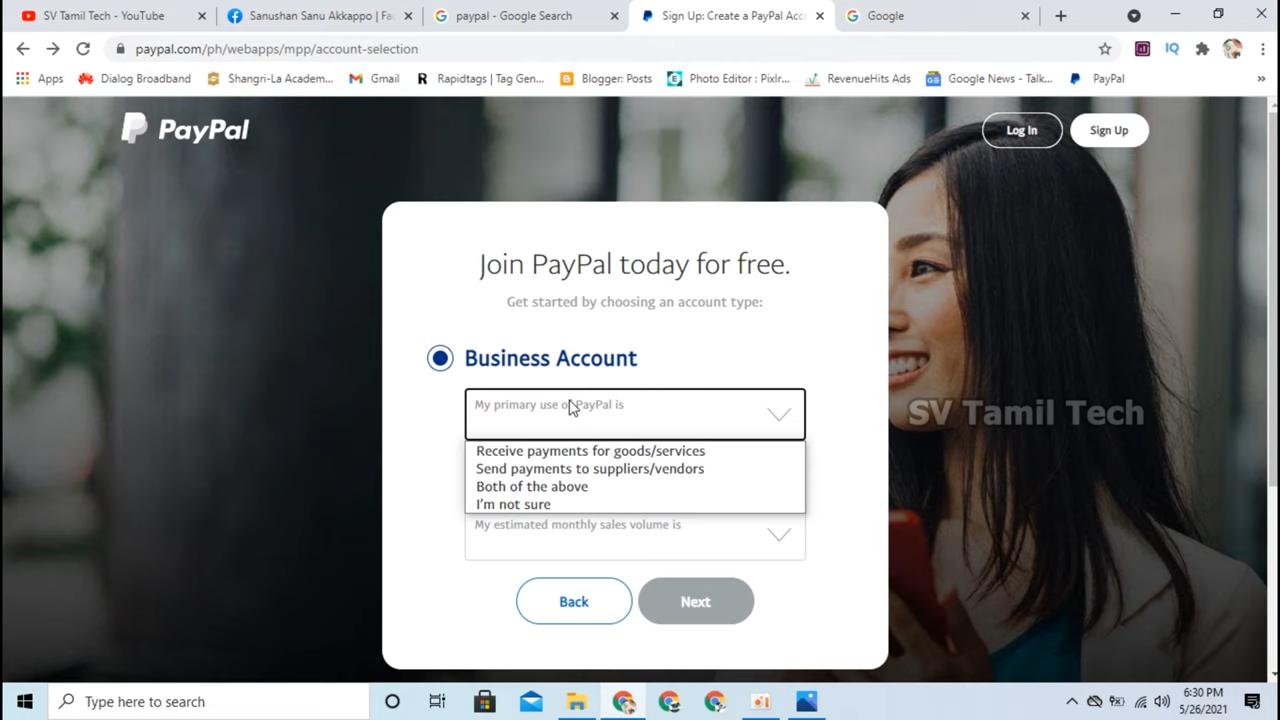 SV Tamil Tech - YouTube
Sanushan Sanu Akkappo | Fac
paypal - Google Search
Sign Up: Create a PayPal Acc
Google
paypal.com/ph/webapps/mpp/account-selection
IQ
Apps
Dialog Broadband
Shangri-La Academ...
Gmail
Rapidtags | Tag Gen...
Blogger: Posts
Photo Editor : Pixlr...
RevenueHits Ads
Google News - Talk...
PayPal
»
PayPal
Log In
Sign Up
Join PayPal today for free.
Get started by choosing an account type:
Business Account
My primary use of PayPal is
SV Tamil Tech
Receive payments for goods/services
Send payments to suppliers/vendors
Both of the above
I'm not sure
My estimated monthly sales volume is
Back
Next
Type here to search
6:30 PM
5/26/2021